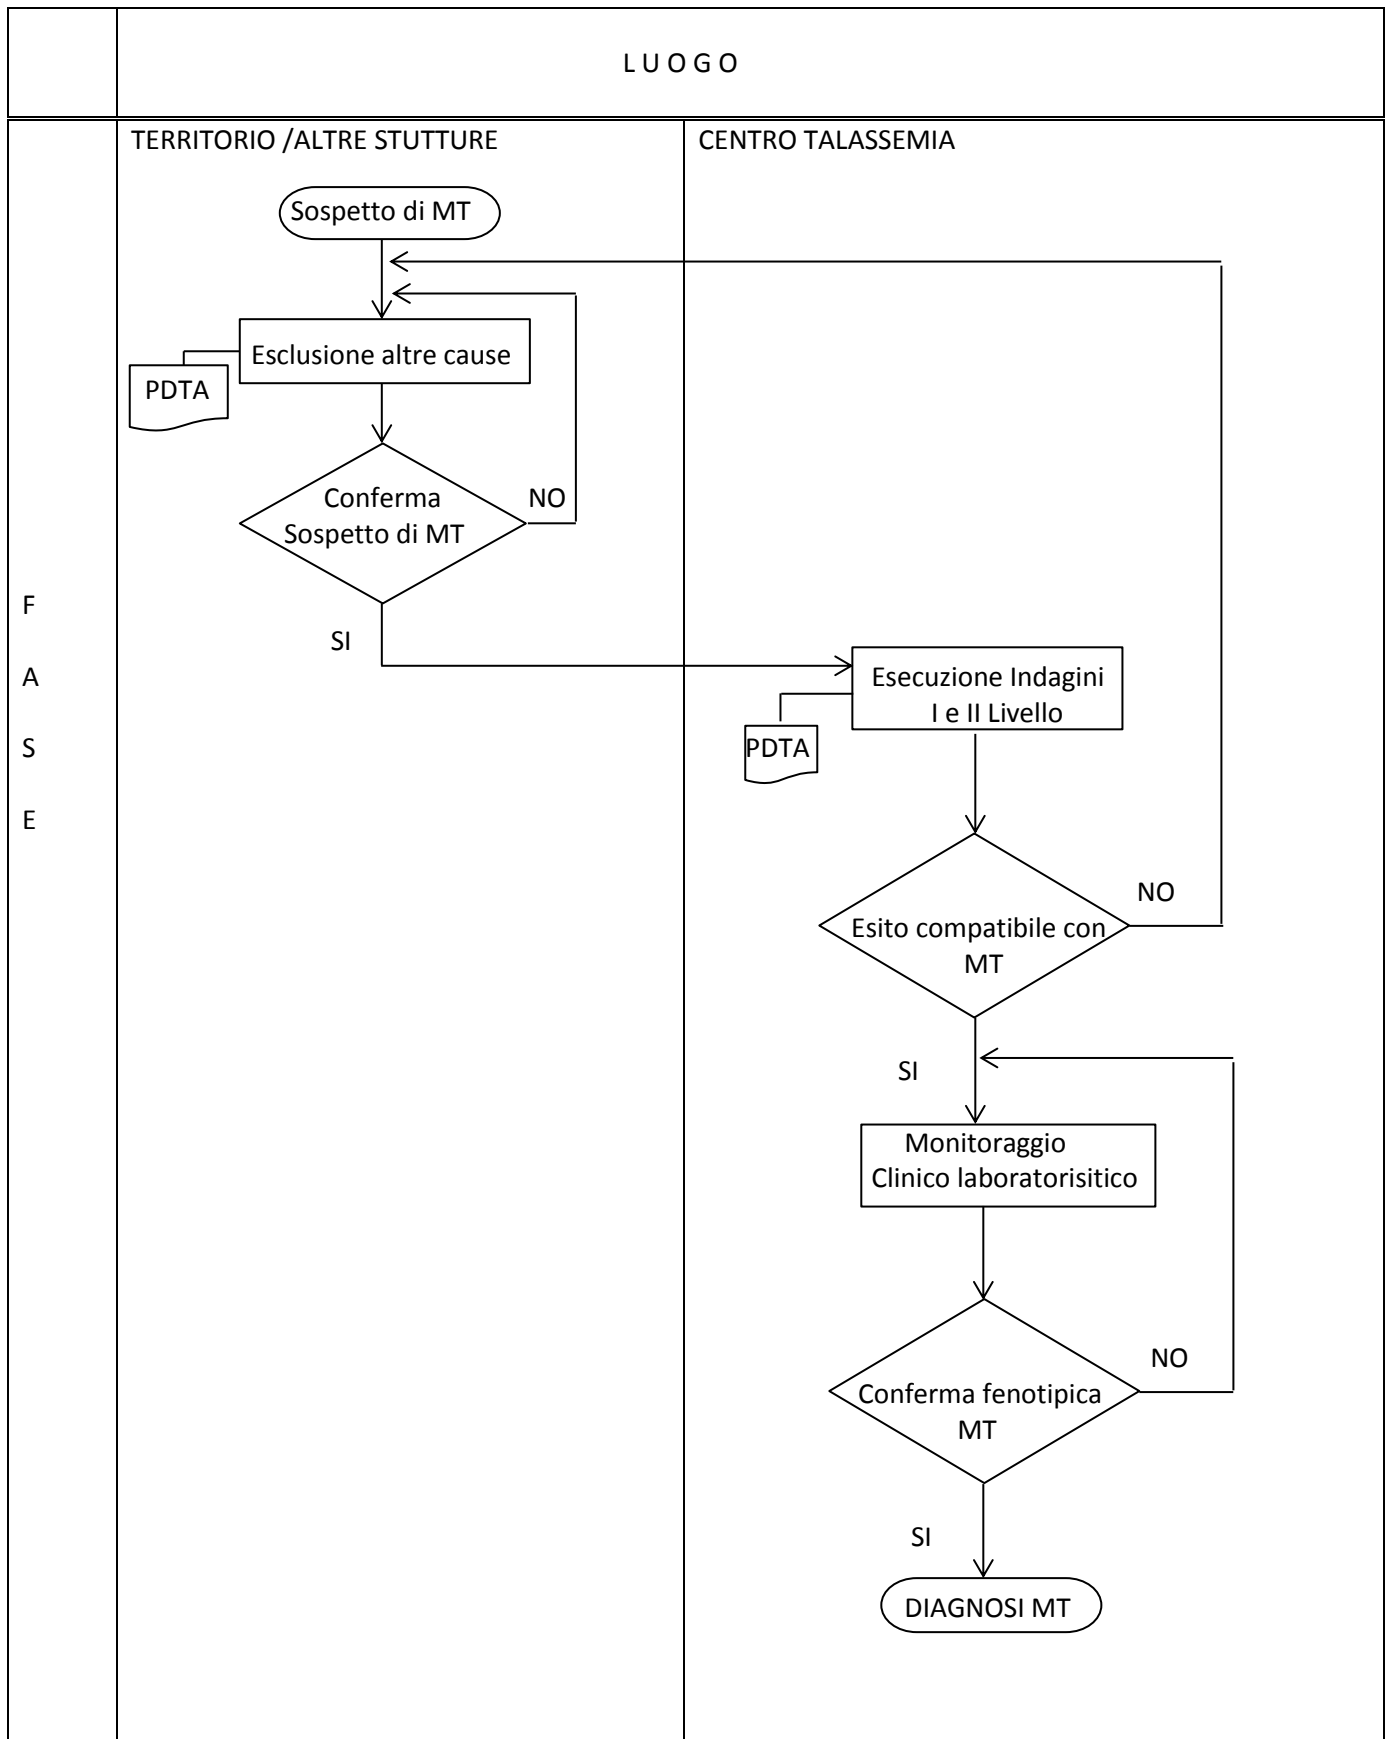 L U O G O
TERRITORIO /ALTRE STUTTURE
CENTRO TALASSEMIA
Sospetto di MT
Esclusione altre cause
PDTA
Conferma
Sospetto di MT
NO
SI
F
A
S
E
Esecuzione Indagini
I e II Livello
PDTA
Esito compatibile con
MT
NO
SI
Monitoraggio
Clinico laboratorisitico
Conferma fenotipica
MT
NO
SI
DIAGNOSI MT